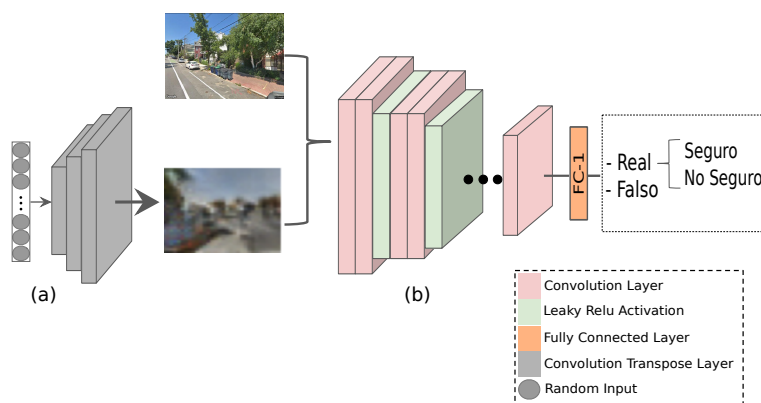 (a)
(b)
FC-1
- Real
- Falso
Seguro
No Seguro
Convolution Layer
Leaky Relu Activation
Fully Connected Layer
Convolution Transpose Layer
Random Input